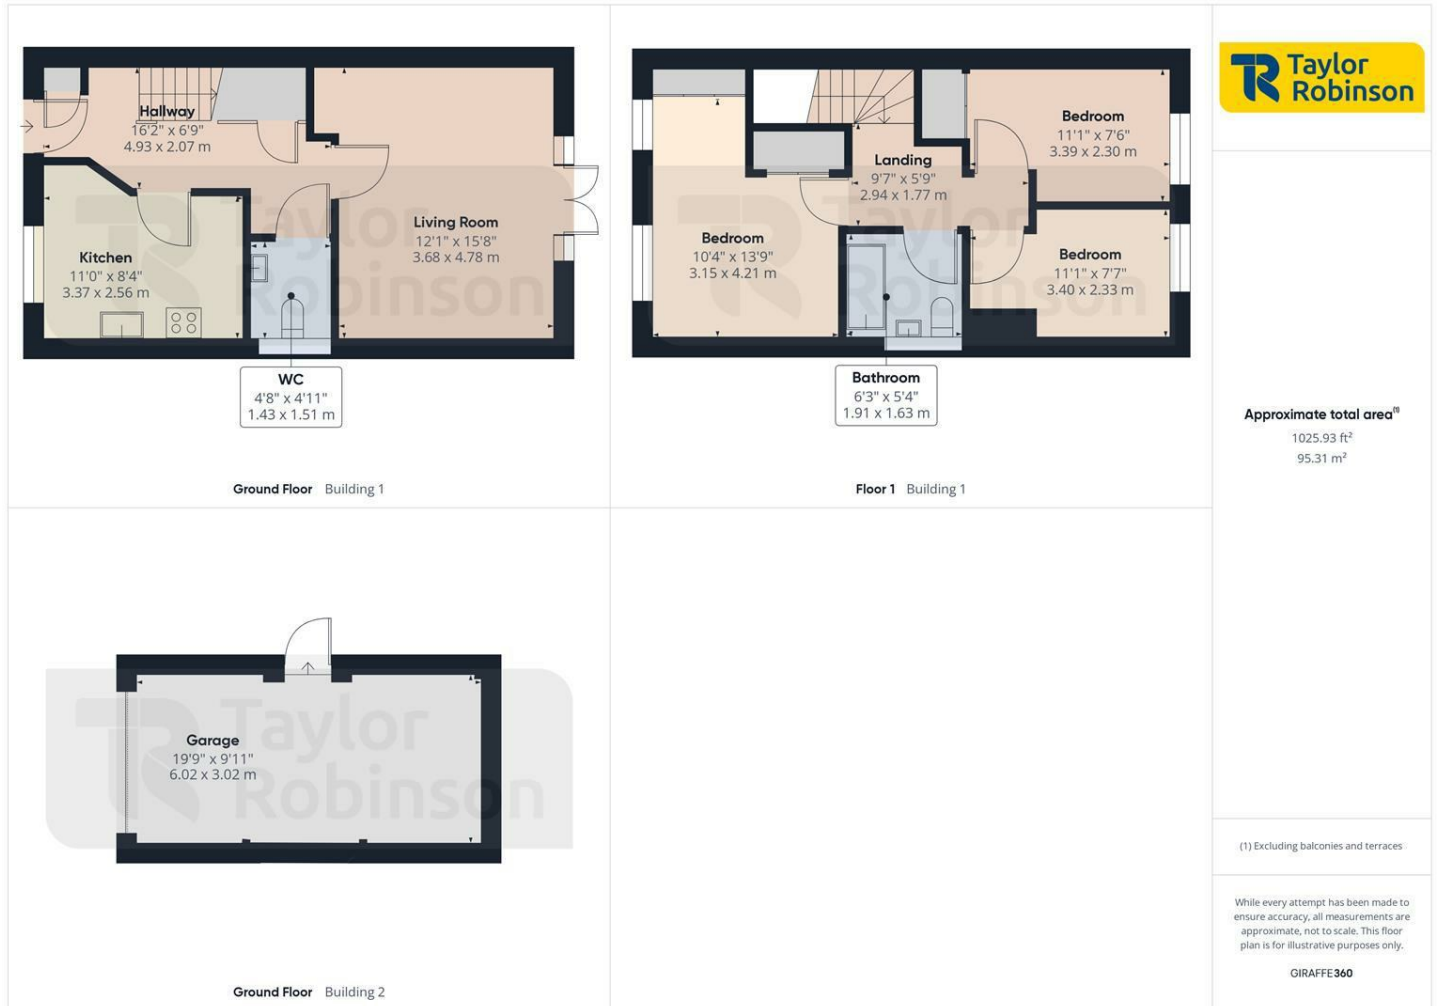 Hallway
16'2" x 6'9"
4.93 x 2.07 m
Living Room
12'1" x 15'8"
3.68 x 4.78 m
Kitchen
11'0" x 8'4"
3.37 x 2.56 m
WC
4'8" x 4'11"
1.43 x 1.51 m
Taylor
Robinson
Ground Floor Building 1
Bedroom
11'1" x 7'6"
3.39 x 2.30 m
Landing
9'7" x 5'9"
2.94 x 1.77 m
Bedroom
10'4" x 13'9"
3.15 x 4.21 m
Bedroom
11'1" x 7'7"
3.40 x 2.33 m
Bathroom
6'3" x 5'4"
1.91 x 1.63 m
Taylor
Robinson
Floor 1 Building 1
Garage
19'9" x 9'11"
6.02 x 3.02 m
Taylor
Robinson
Ground Floor Building 2
Taylor
Robinson
Approximate total area(1)
1025.93 ft²
95.31 m²
(1) Excluding balconies and terraces
While every attempt has been made to
ensure accuracy, all measurements are
approximate, not to scale. This floor
plan is for illustrative purposes only.
GIRAFFE360